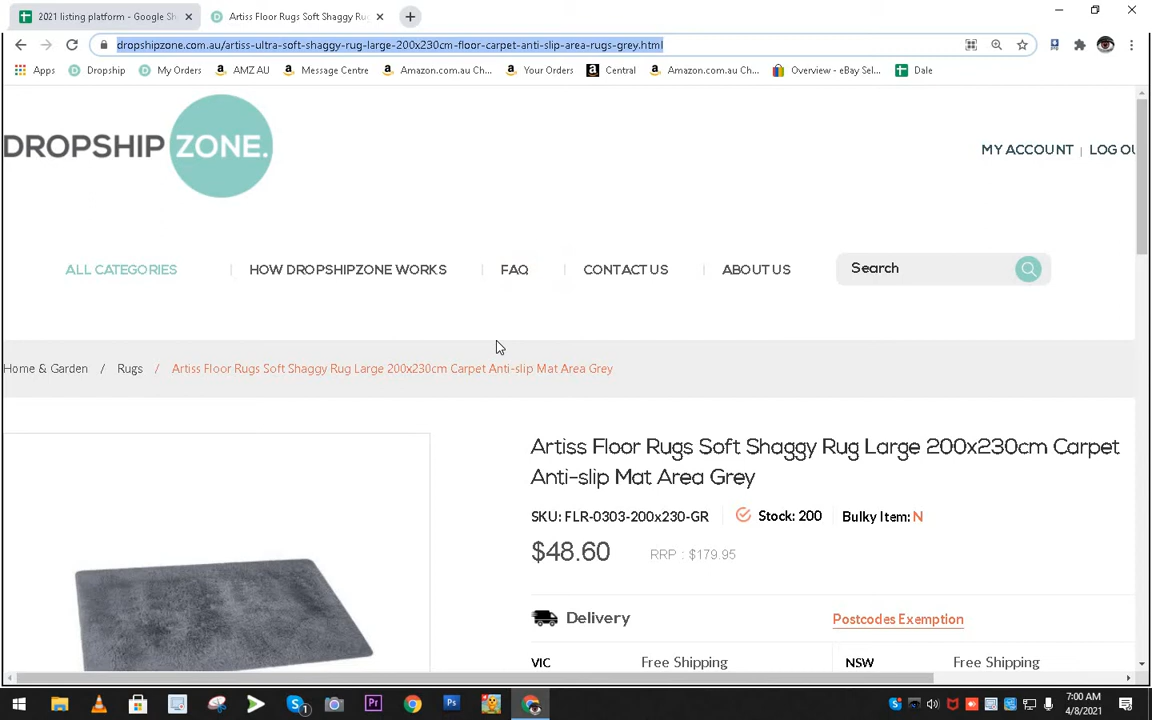 2021 listing platform - Google Sh
Artiss Floor Rugs Soft Shaggy Ru
dropshipzone.com.au/artiss-ultra-soft-shaggy-rug-large-200x230cm-floor-carpet-anti-slip-area-rugs-grey.html
Apps Dropship My Orders AMZ AU Message Centre Amazon.com.au Ch... Your Orders Central Amazon.com.au Ch... Overview - eBay Sel... Dale
DROPSHIP ZONE.
MY ACCOUNT | LOG OU
ALL CATEGORIES | HOW DROPSHIPZONE WORKS | FAQ | CONTACT US | ABOUT US
Search
Home & Garden / Rugs / Artiss Floor Rugs Soft Shaggy Rug Large 200x230cm Carpet Anti-slip Mat Area Grey
Artiss Floor Rugs Soft Shaggy Rug Large 200x230cm Carpet
Anti-slip Mat Area Grey
SKU: FLR-0303-200x230-GR Stock: 200 Bulky Item: N
$48.60 RRP : $179.95
Delivery Postcodes Exemption
VIC Free Shipping NSW Free Shipping
7:00 AM
4/8/2021